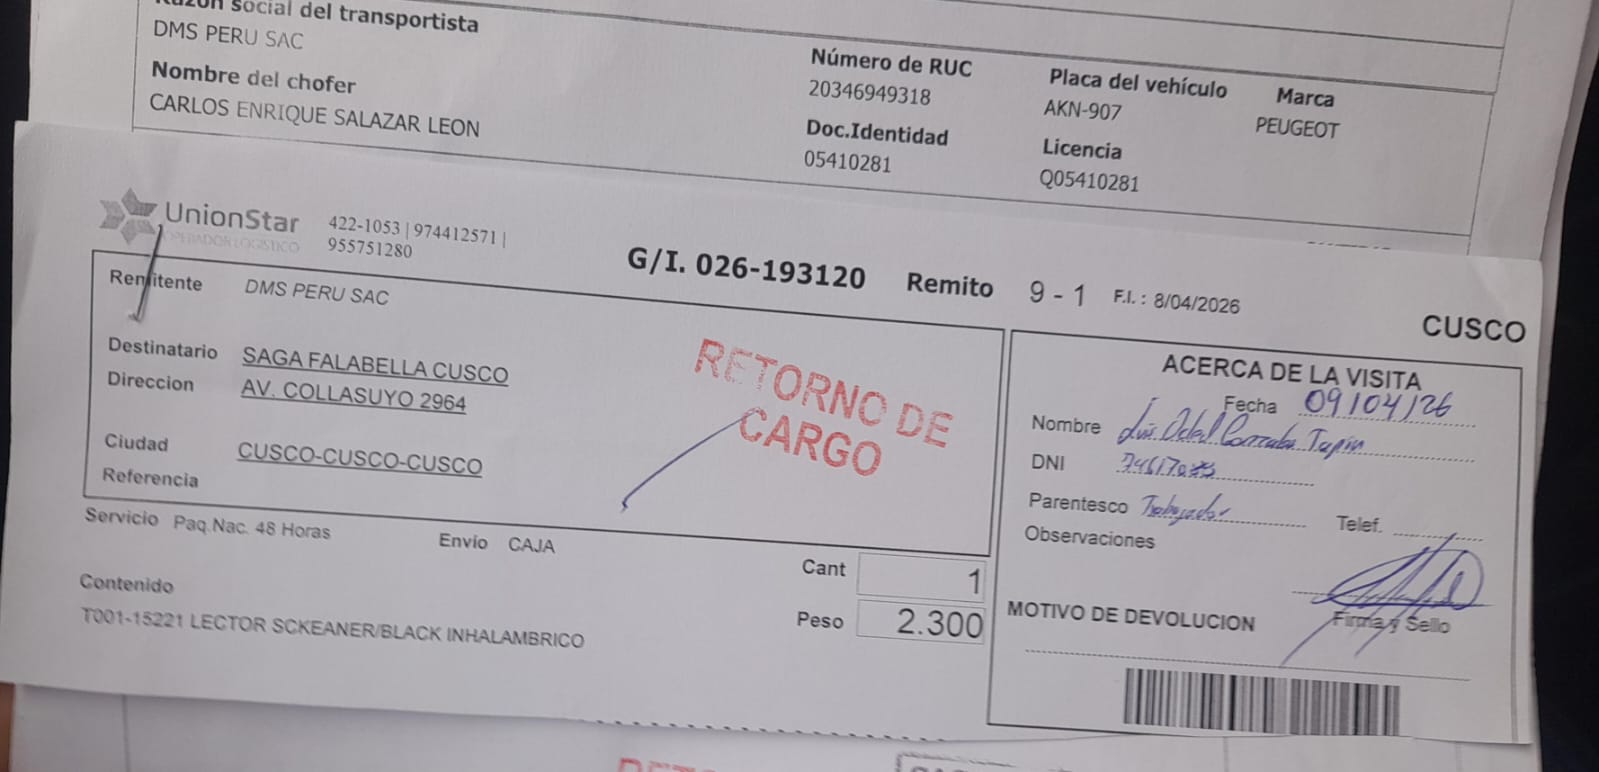 Razón social del transportista
DMS PERU SAC
Nombre del chofer
CARLOS ENRIQUE SALAZAR LEON
Número de RUC
20346949318
Placa del vehículo
AKN-907
Marca
PEUGEOT
Doc.Identidad
05410281
Licencia
Q05410281
UnionStar
OPERADOR LOGISTICO
422-1053 | 974412571 |
955751280
G/I. 026-193120 Remito 9 - 1 F.I. : 8/04/2026
CUSCO
Remitente DMS PERU SAC
Destinatario SAGA FALABELLA CUSCO
Direccion AV. COLLASUYO 2964
Ciudad CUSCO-CUSCO-CUSCO
Referencia
RETORNO DE
CARGO
Servicio Paq.Nac. 48 Horas
Envío CAJA
Cant 1
Peso 2.300
Contenido
T001-15221 LECTOR SCKEANER/BLACK INHALAMBRICO
ACERCA DE LA VISITA
Fecha 09/04/26
Nombre Luis
DNI
Parentesco Trabajador
Telef.
Observaciones
Firma y Sello
MOTIVO DE DEVOLUCION